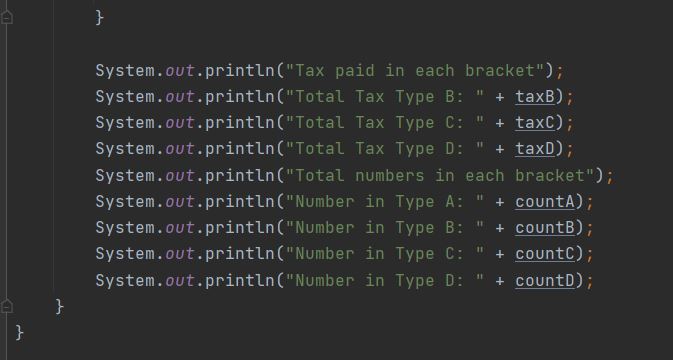 }
System.out.println("Tax paid in each bracket");
System.out.println("Total Tax Type B: " + taxB);
System.out.println("Total Tax Type C: " + taxC);
System.out.println("Total Tax Type D: " + taxD);
System.out.println("Total numbers in each bracket");
System.out.println("Number in Type A: " + countA);
System.out.println("Number in Type B: " + countB);
System.out.println("Number in Type C: " + countC);
System.out.println("Number in Type D: " + countD);
}
}